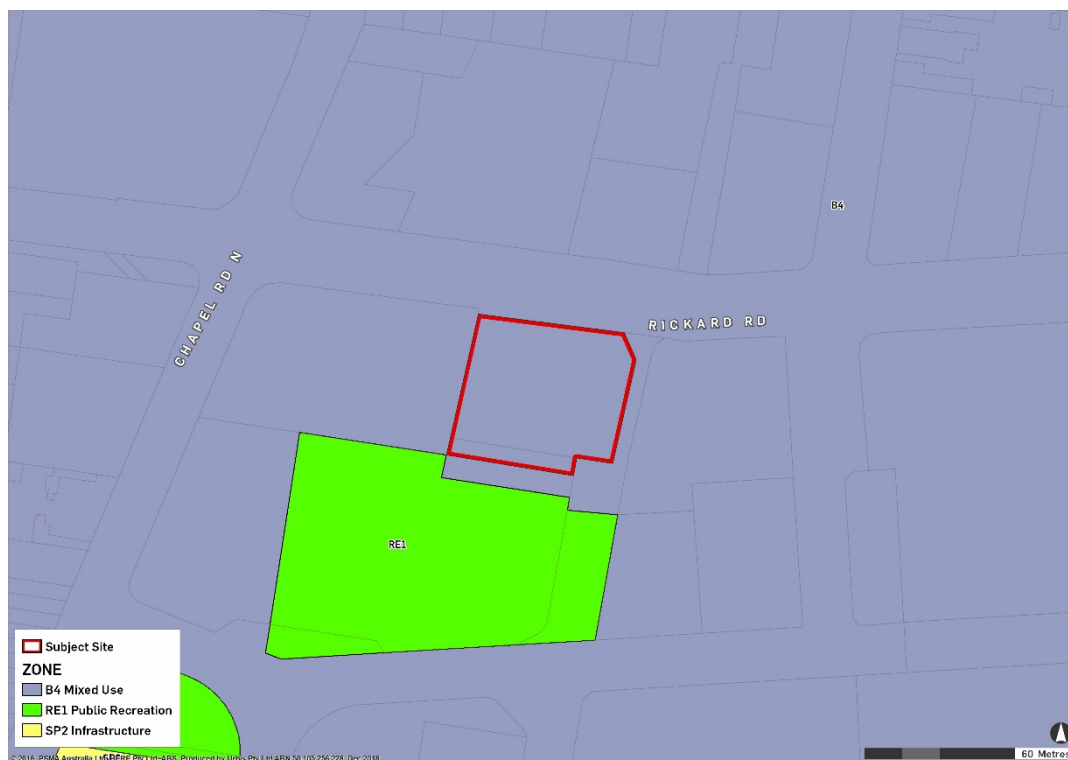 B4
CHAPEL RD N
RICKARD RD
RE1
Subject Site
ZONE
B4 Mixed Use
RE1 Public Recreation
SP2 Infrastructure
60 Metres